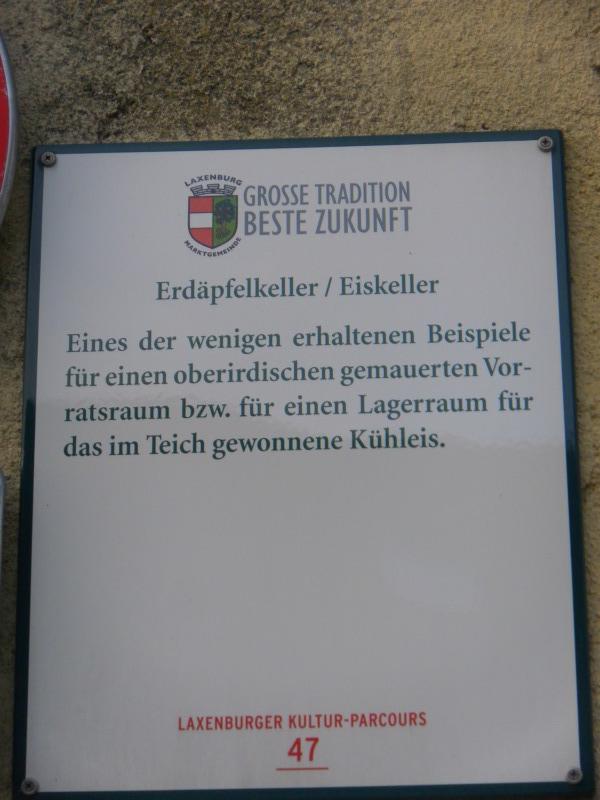 LAXENBURG
MARKTGEMEINDE
GROSSE TRADITION
BESTE ZUKUNFT
Erdäpfelkeller / Eiskeller
Eines der wenigen erhaltenen Beispiele
für einen oberirdischen gemauerten Vor-
ratsraum bzw. für einen Lagerraum für
das im Teich gewonnene Kühleis.
LAXENBURGER KULTUR-PARCOURS
47